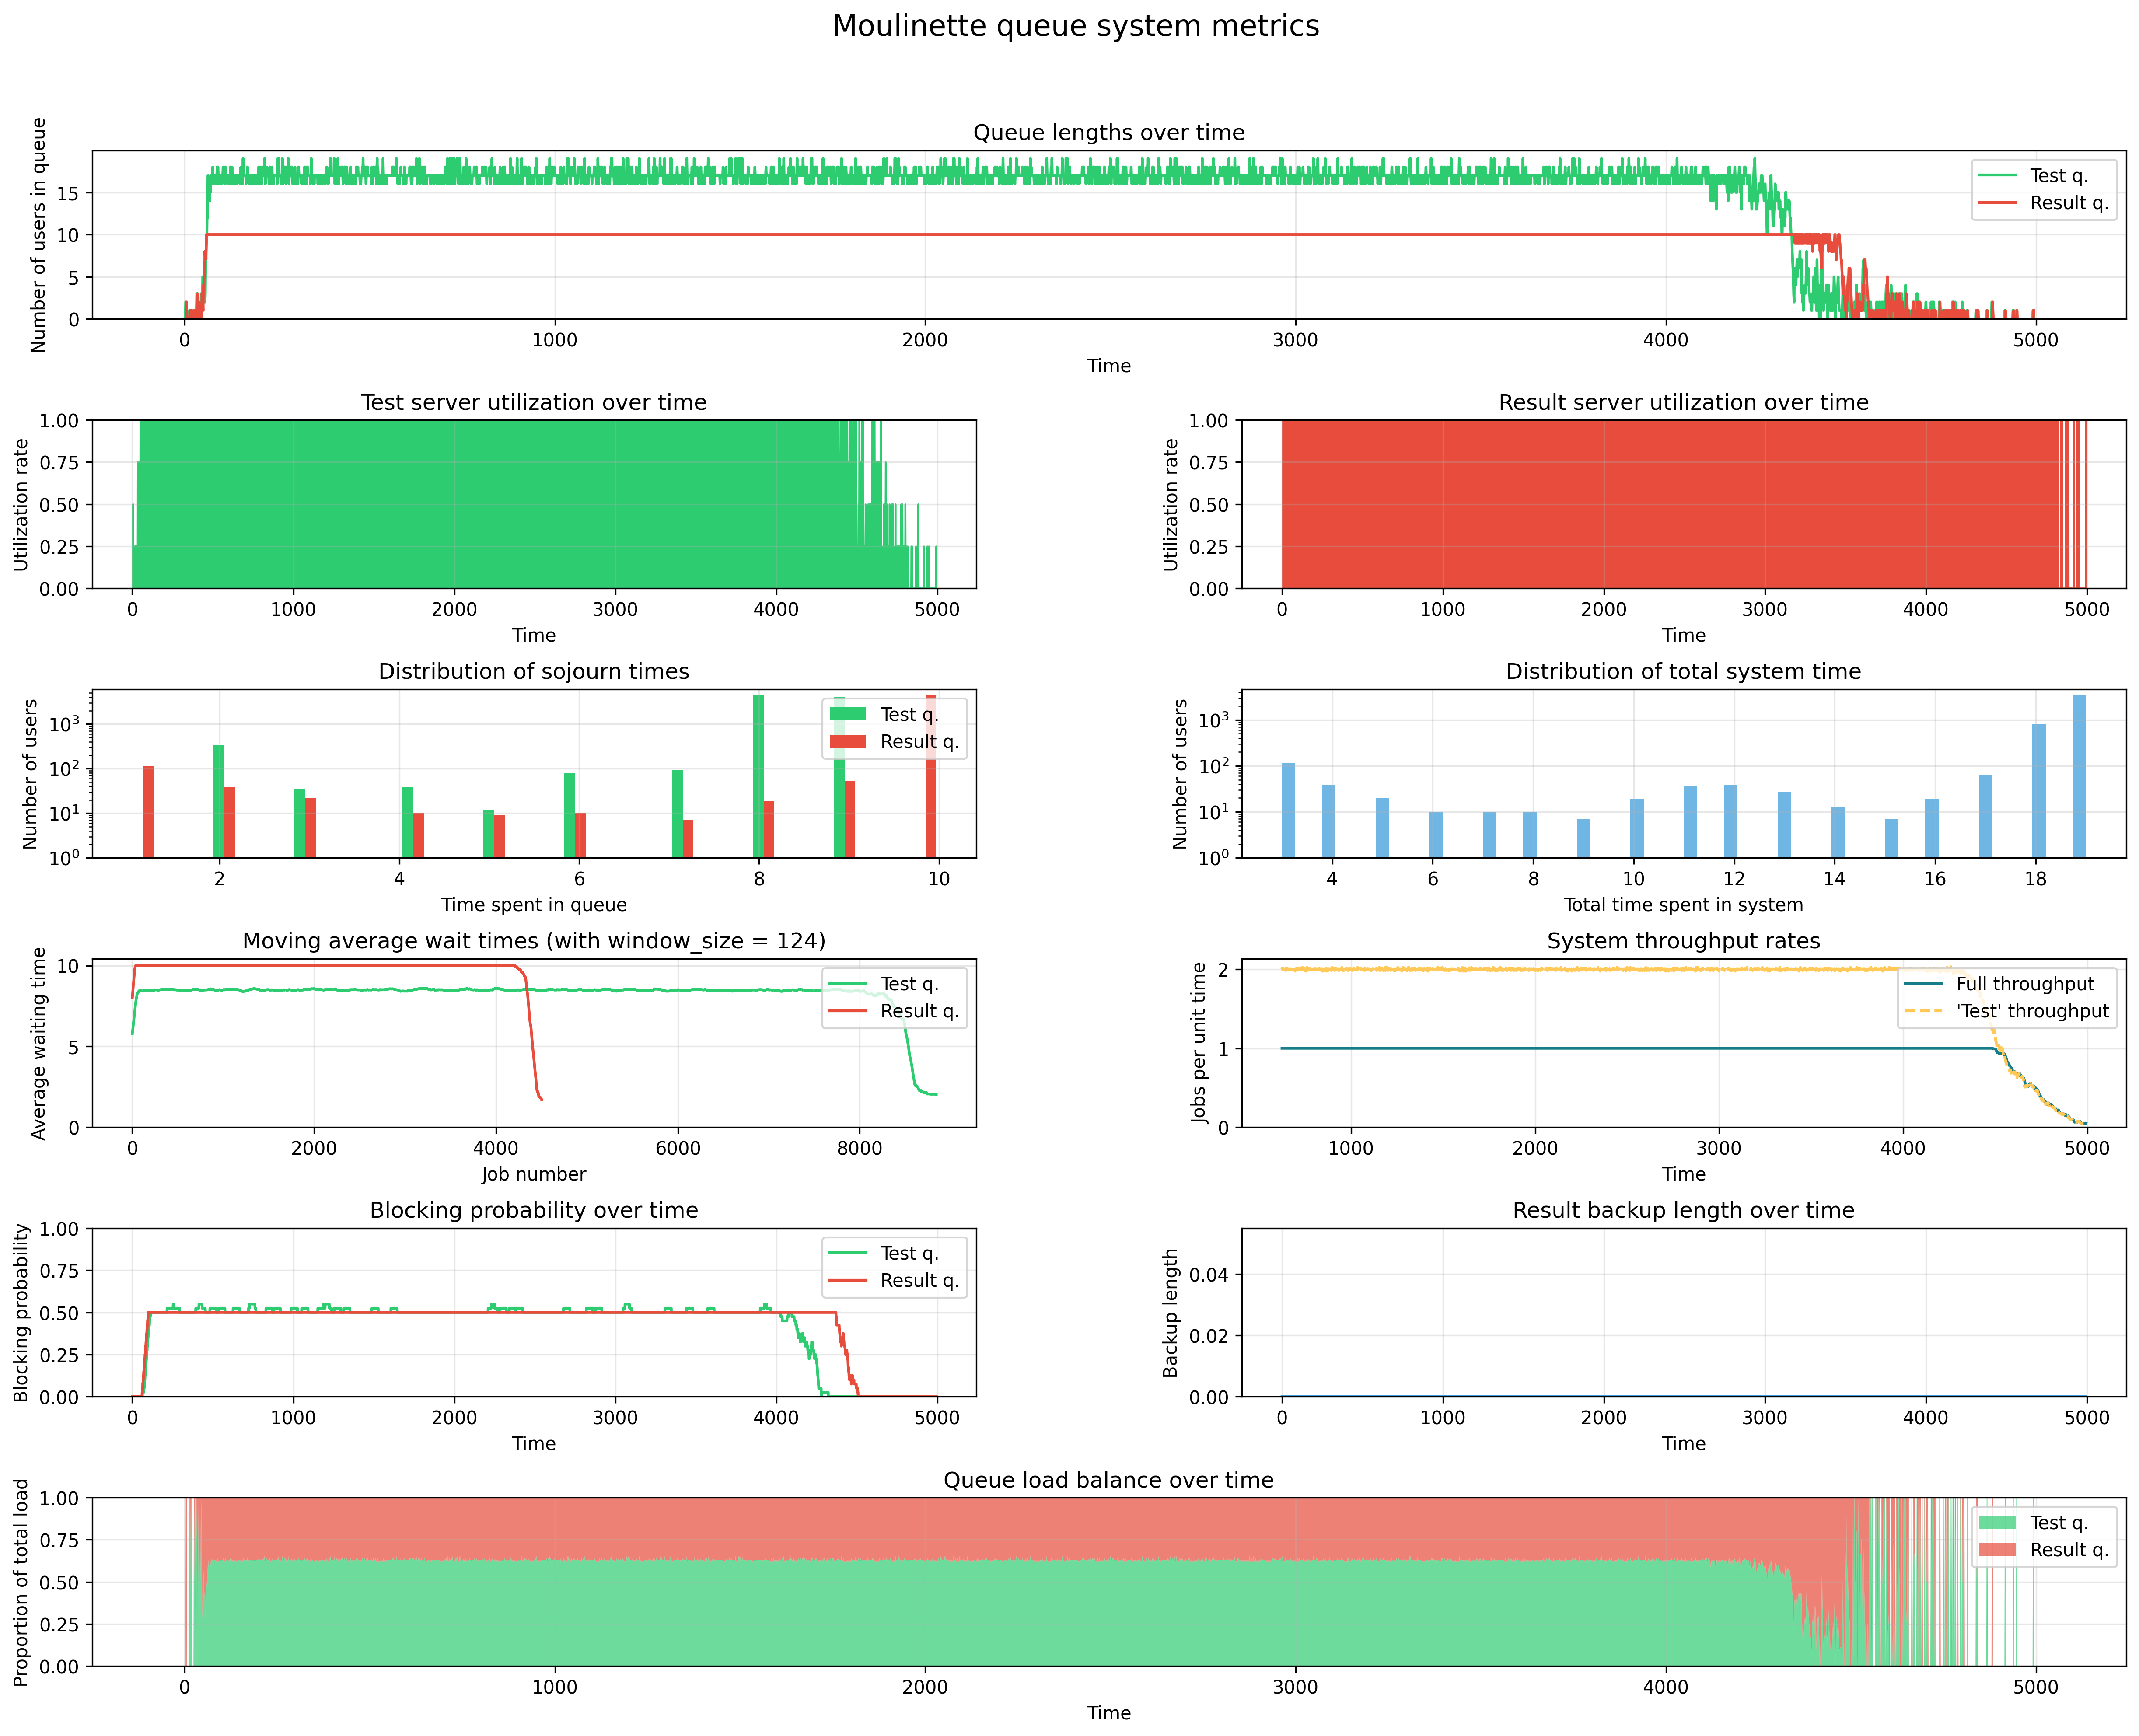 Moulinette queue system metrics
Queue lengths over time
Number of users in queue
15
10
5
0
Test q.
Result q.
0 1000 2000 3000 4000 5000
Time
Test server utilization over time
Utilization rate
1.00
0.75
0.50
0.25
0.00
0 1000 2000 3000 4000 5000
Time
Result server utilization over time
Utilization rate
1.00
0.75
0.50
0.25
0.00
0 1000 2000 3000 4000 5000
Time
Distribution of sojourn times
Number of users
10³
10²
10¹
10⁰
Test q.
Result q.
2 4 6 8 10
Time spent in queue
Distribution of total system time
Number of users
10³
10²
10¹
10⁰
4 6 8 10 12 14 16 18
Total time spent in system
Moving average wait times (with window_size = 124)
Average waiting time
10
5
0
Test q.
Result q.
0 2000 4000 6000 8000
Job number
System throughput rates
Jobs per unit time
2
1
0
Full throughput
'Test' throughput
1000 2000 3000 4000 5000
Time
Blocking probability over time
Blocking probability
1.00
0.75
0.50
0.25
0.00
Test q.
Result q.
0 1000 2000 3000 4000 5000
Time
Result backup length over time
Backup length
0.04
0.02
0.00
0 1000 2000 3000 4000 5000
Time
Queue load balance over time
Proportion of total load
1.00
0.75
0.50
0.25
0.00
Test q.
Result q.
0 1000 2000 3000 4000 5000
Time